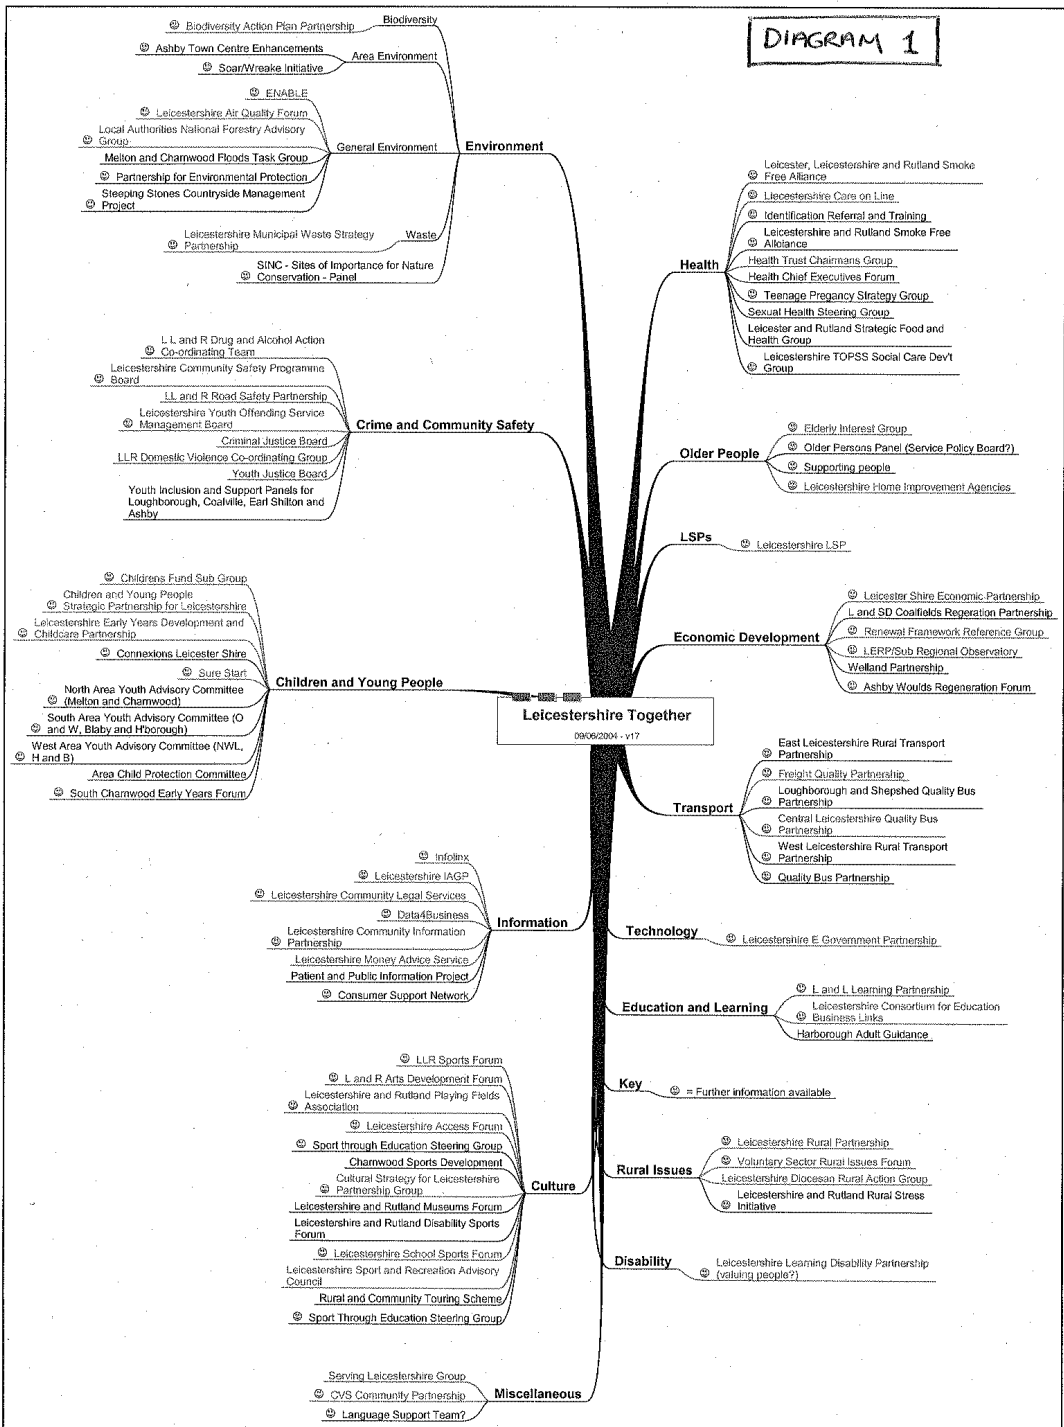 DIAGRAM 1
Biodiversity
☺ Biodiversity Action Plan Partnership
Area Environment
☺ Ashby Town Centre Enhancements
☺ Soar/Wreake Initiative
Environment
General Environment
☺ ENABLE
☺ Leicestershire Air Quality Forum
Local Authorities National Forestry Advisory
☺ Group
Melton and Charnwood Floods Task Group
☺ Partnership for Environmental Protection
Steeping Stones Countryside Management
☺ Project
Waste
Leicestershire Municipal Waste Strategy
☺ Partnership
SINC - Sites of Importance for Nature
☺ Conservation - Panel
Crime and Community Safety
L L and R Drug and Alcohol Action
☺ Co-ordinating Team
Leicestershire Community Safety Programme
☺ Board
LL and R Road Safety Partnership
Leicestershire Youth Offending Service
☺ Management Board
Criminal Justice Board
LLR Domestic Violence Co-ordinating Group
Youth Justice Board
Youth Inclusion and Support Panels for
Loughborough, Coalville, Earl Shilton and
Ashby
Children and Young People
☺ Childrens Fund Sub Group
Children and Young People
☺ Strategic Partnership for Leicestershire
Leicestershire Early Years Development and
☺ Childcare Partnership
☺ Connexions Leicester Shire
☺ Sure Start
North Area Youth Advisory Committee
☺ (Melton and Charnwood)
South Area Youth Advisory Committee (O
☺ and W, Blaby and H'borough)
West Area Youth Advisory Committee (NWL,
☺ H and B)
Area Child Protection Committee
☺ South Charnwood Early Years Forum
Leicestershire Together
09/06/2004 - v17
Information
☺ Infolinx
☺ Leicestershire IAGP
☺ Leicestershire Community Legal Services
☺ Data4Business
Leicestershire Community Information
☺ Partnership
Leicestershire Money Advice Service
Patient and Public Information Project
☺ Consumer Support Network
Culture
☺ LLR Sports Forum
☺ L and R Arts Development Forum
Leicestershire and Rutland Playing Fields
☺ Association
☺ Leicestershire Access Forum
☺ Sport through Education Steering Group
Charnwood Sports Development
Cultural Strategy for Leicestershire
☺ Partnership Group
Leicestershire and Rutland Museums Forum
Leicestershire and Rutland Disability Sports
Forum
☺ Leicestershire School Sports Forum
Leicestershire Sport and Recreation Advisory
Council
Rural and Community Touring Scheme
☺ Sport Through Education Steering Group
Miscellaneous
Serving Leicestershire Group
☺ CVS Community Partnership
☺ Language Support Team?
Health
Leicester, Leicestershire and Rutland Smoke
☺ Free Alliance
☺ Liecestershire Care on Line
☺ Identification Referral and Training
Leicestershire and Rutland Smoke Free
☺ Alloiance
Health Trust Chairmans Group
Health Chief Executives Forum
☺ Teenage Pregancy Strategy Group
Sexual Health Steering Group
Leicester and Rutland Strategic Food and
Health Group
Leicestershire TOPSS Social Care Dev't
☺ Group
Older People
☺ Elderly Interest Group
☺ Older Persons Panel (Service Policy Board?)
☺ Supporting people
☺ Leicestershire Home Improvement Agencies
LSPs
☺ Leicestershire LSP
Economic Development
☺ Leicester Shire Economic Partnership
L and SD Coalfields Regeration Partnership
☺ Renewal Framework Reference Group
☺ LERP/Sub Regional Observatory
Welland Partnership
☺ Ashby Woulds Regeneration Forum
Transport
East Leicestershire Rural Transport
☺ Partnership
☺ Freight Quality Partnership
Loughborough and Shepshed Quality Bus
☺ Partnership
Central Leicestershire Quality Bus
☺ Partnership
West Leicestershire Rural Transport
☺ Partnership
☺ Quality Bus Partnership
Technology
☺ Leicestershire E Government Partnership
Education and Learning
☺ L and L Learning Partnership
Leicestershire Consortium for Education
☺ Business Links
Harborough Adult Guidance
Key
☺ = Further information available
Rural Issues
☺ Leicestershire Rural Partnership
☺ Voluntary Sector Rural Issues Forum
Leicestershire Diocesan Rural Action Group
Leicestershire and Rutland Rural Stress
☺ Initiative
Disability
Leicestershire Learning Disability Partnership
☺ (valuing people?)